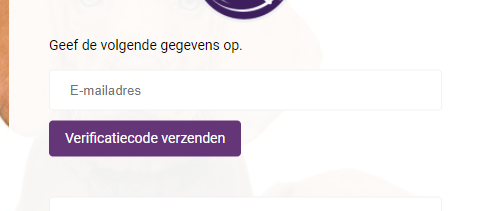 Geef de volgende gegevens op.
E-mailadres
Verificatiecode verzenden